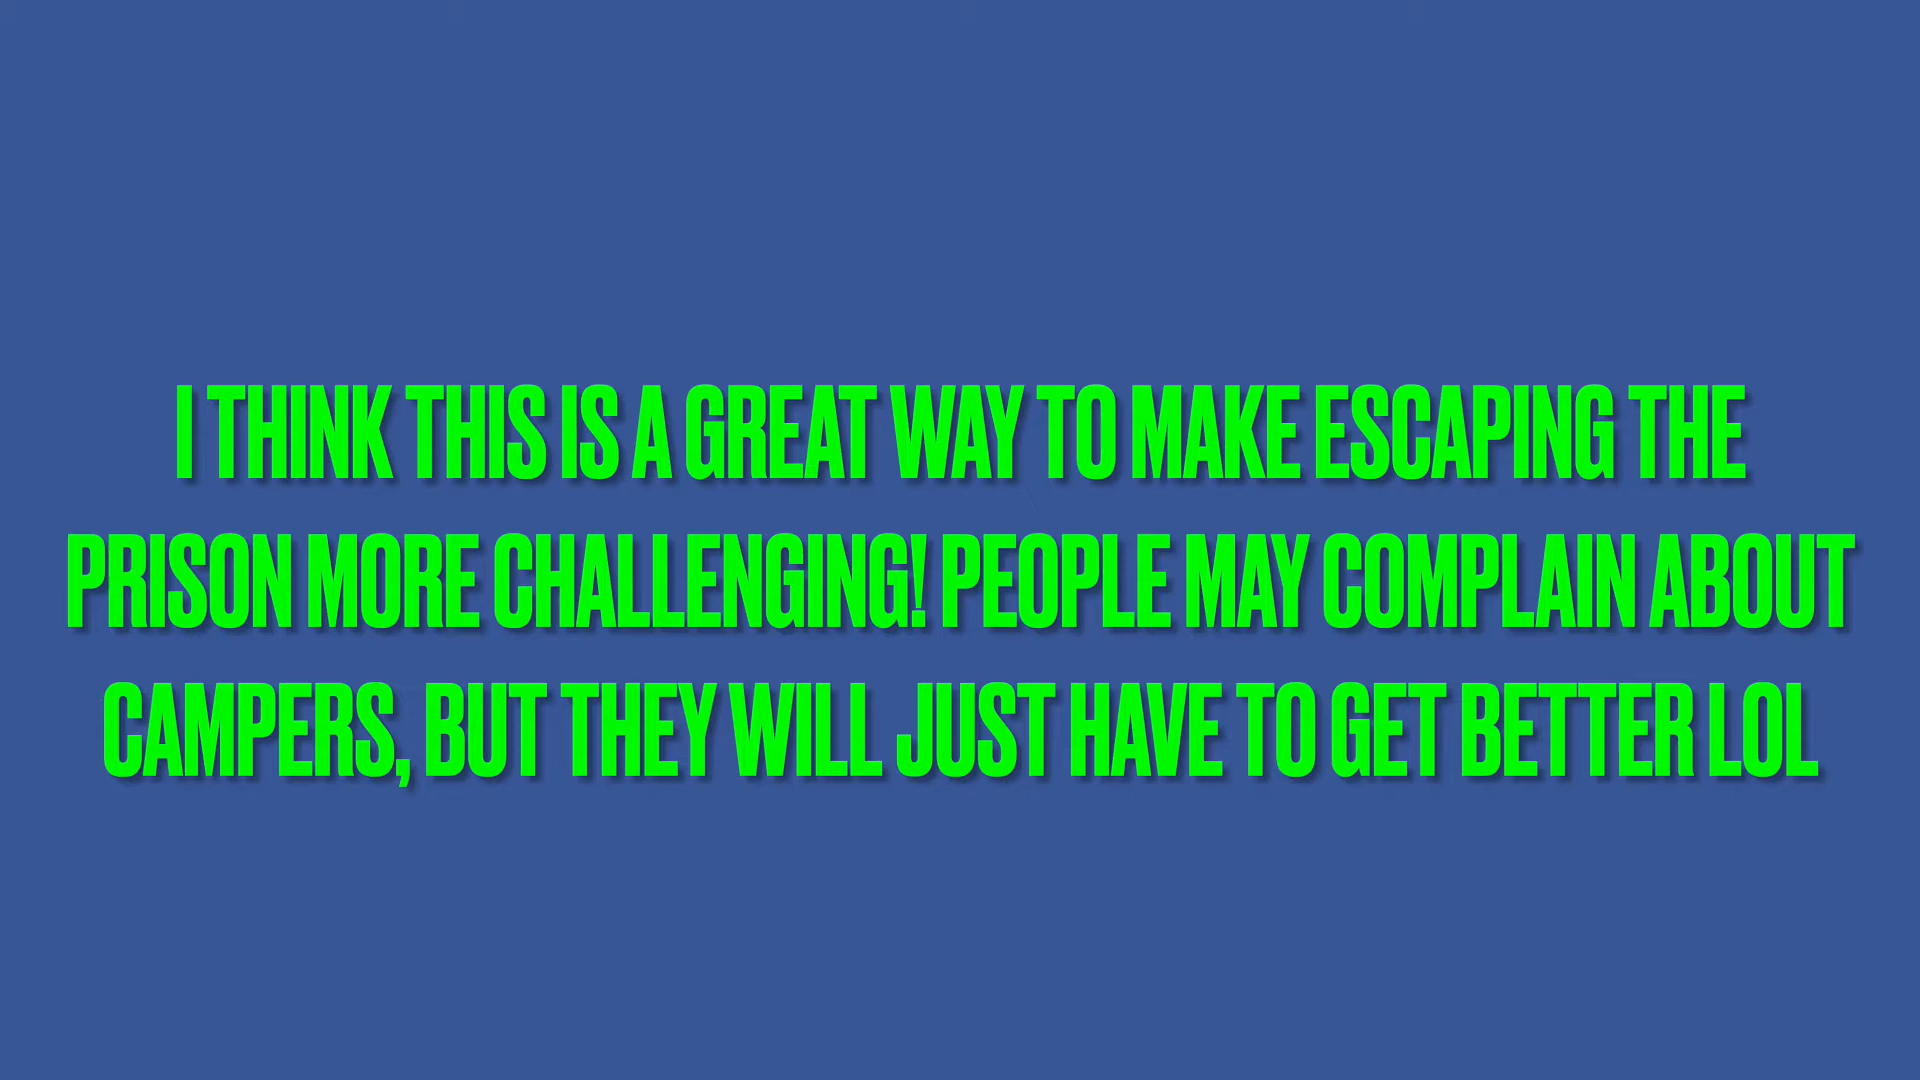 I THINK THIS IS A GREAT WAY TO MAKE ESCAPING THE
PRISON MORE CHALLENGING! PEOPLE MAY COMPLAIN ABOUT
CAMPERS, BUT THEY WILL JUST HAVE TO GET BETTER LOL